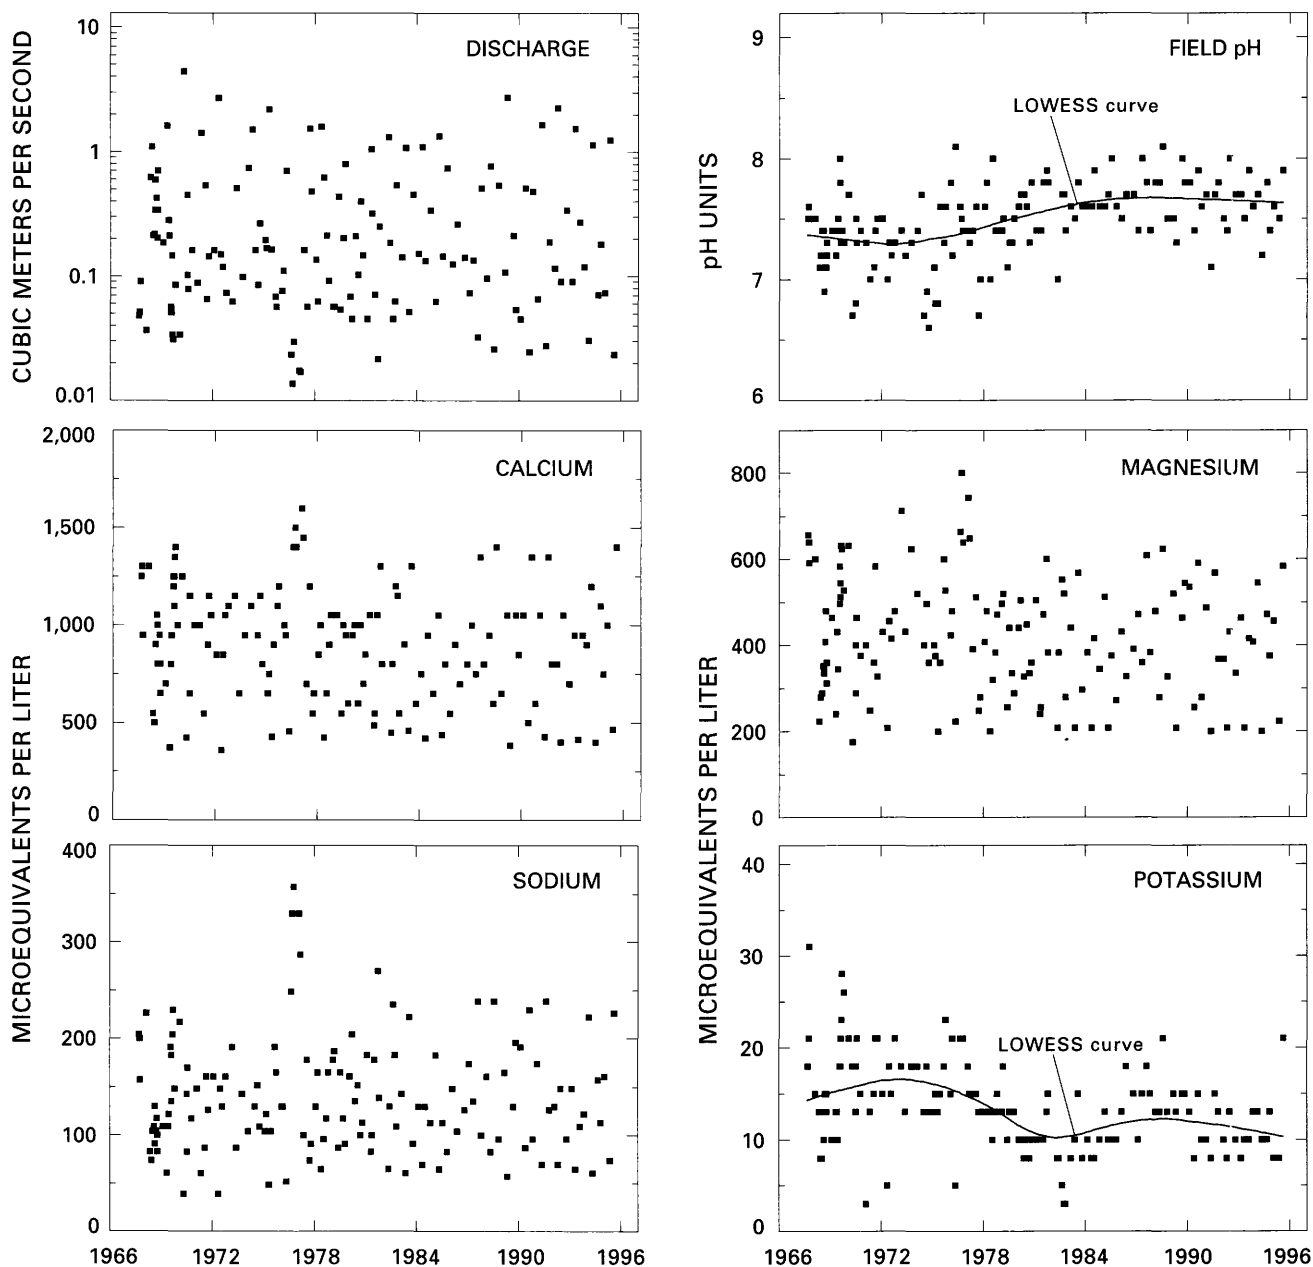 CUBIC METERS PER SECOND
10
1
0.1
0.01
DISCHARGE
pH UNITS
9
8
7
6
FIELD pH
LOWESS curve
MICROEQUIVALENTS PER LITER
2,000
1,500
1,000
500
0
CALCIUM
MICROEQUIVALENTS PER LITER
800
600
400
200
0
MAGNESIUM
400
300
200
100
0
SODIUM
1966 1972 1978 1984 1990 1996
40
30
20
10
0
POTASSIUM
LOWESS curve
1966 1972 1978 1984 1990 1996